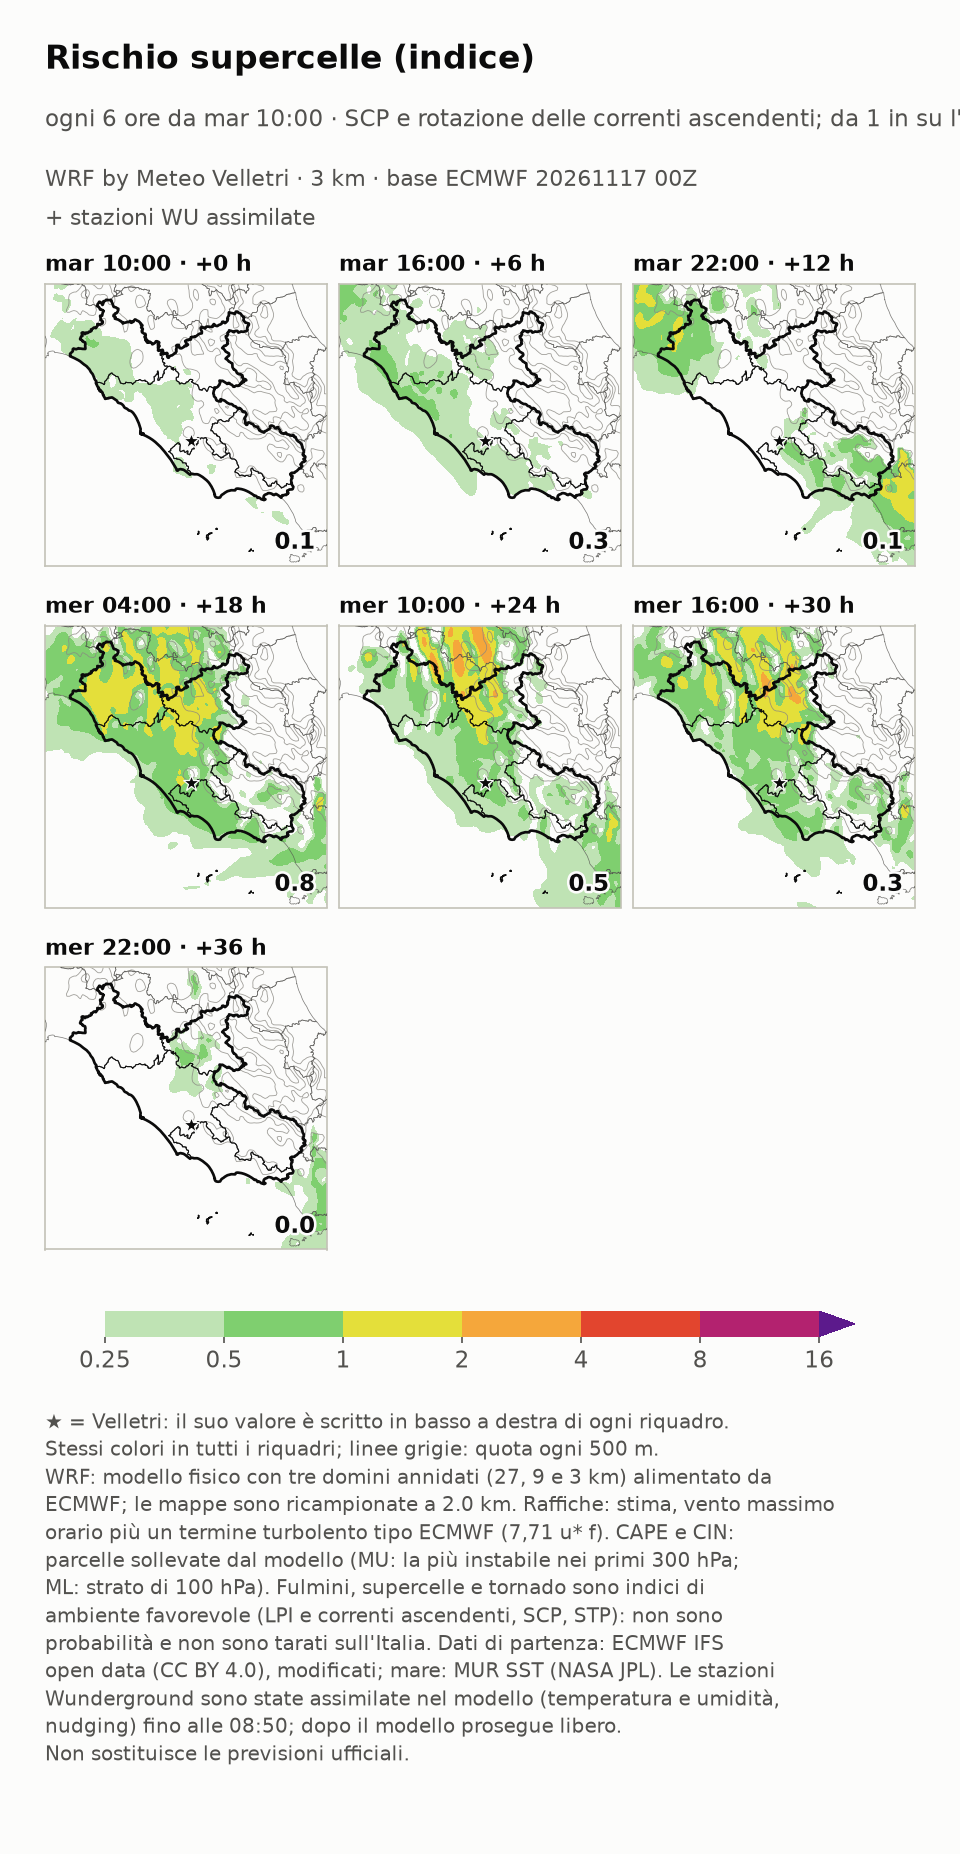 Rischio supercelle (indice)
ogni 6 ore da mar 10:00 · SCP e rotazione delle correnti ascendenti; da 1 in su l'
WRF by Meteo Velletri · 3 km · base ECMWF 20261117 00Z
+ stazioni WU assimilate
mar 10:00 · +0 h
mar 16:00 · +6 h
mar 22:00 · +12 h
0.1
0.3
0.1
mer 04:00 · +18 h
mer 10:00 · +24 h
mer 16:00 · +30 h
0.8
0.5
0.3
mer 22:00 · +36 h
0.0
0.25 0.5 1 2 4 8 16
★ = Velletri: il suo valore è scritto in basso a destra di ogni riquadro.
Stessi colori in tutti i riquadri; linee grigie: quota ogni 500 m.
WRF: modello fisico con tre domini annidati (27, 9 e 3 km) alimentato da
ECMWF; le mappe sono ricampionate a 2.0 km. Raffiche: stima, vento massimo
orario più un termine turbolento tipo ECMWF (7,71 u* f). CAPE e CIN:
parcelle sollevate dal modello (MU: la più instabile nei primi 300 hPa;
ML: strato di 100 hPa). Fulmini, supercelle e tornado sono indici di
ambiente favorevole (LPI e correnti ascendenti, SCP, STP): non sono
probabilità e non sono tarati sull'Italia. Dati di partenza: ECMWF IFS
open data (CC BY 4.0), modificati; mare: MUR SST (NASA JPL). Le stazioni
Wunderground sono state assimilate nel modello (temperatura e umidità,
nudging) fino alle 08:50; dopo il modello prosegue libero.
Non sostituisce le previsioni ufficiali.